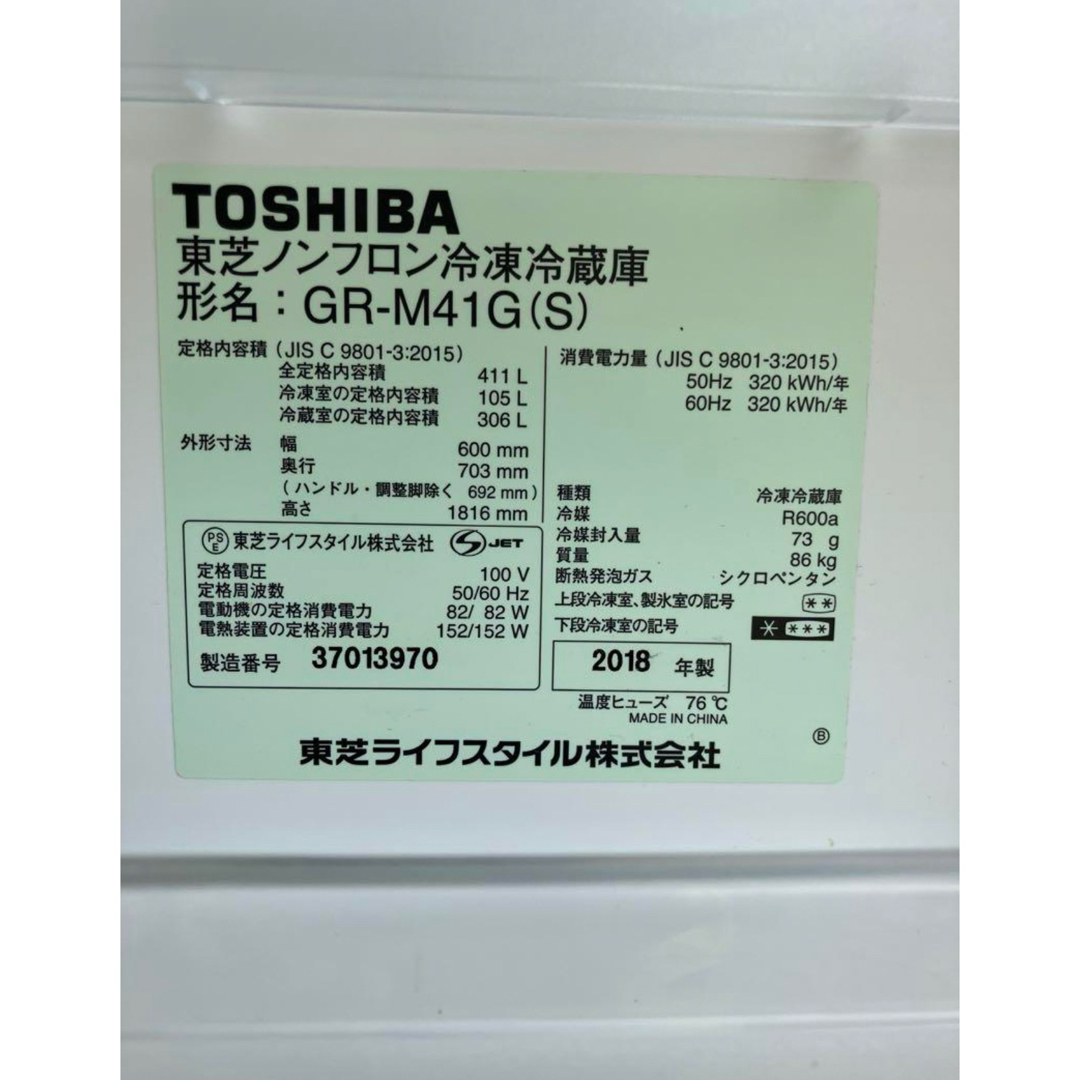 TOSHIBA
東芝ノンフロン冷凍冷蔵庫
形名：GR-M41G(S)
定格内容積 (JIS C 9801-3:2015)
全定格内容積 411 L
冷凍室の定格内容積 105 L
冷蔵室の定格内容積 306 L
外形寸法 幅 600 mm
奥行 703 mm
(ハンドル・調整脚除く 692 mm)
高さ 1816 mm
PSE 東芝ライフスタイル株式会社 S JET
定格電圧 100 V
定格周波数 50/60 Hz
電動機の定格消費電力 82/ 82 W
電熱装置の定格消費電力 152/152 W
製造番号 37013970
消費電力量 (JIS C 9801-3:2015)
50Hz 320 kWh/年
60Hz 320 kWh/年
種類 冷凍冷蔵庫
冷媒 R600a
冷媒封入量 73 g
質量 86 kg
断熱発泡ガス シクロペンタン
上段冷凍室、製氷室の記号 **
下段冷凍室の記号 * ***
2018 年製
温度ヒューズ 76 ℃
MADE IN CHINA
Ⓑ
東芝ライフスタイル株式会社